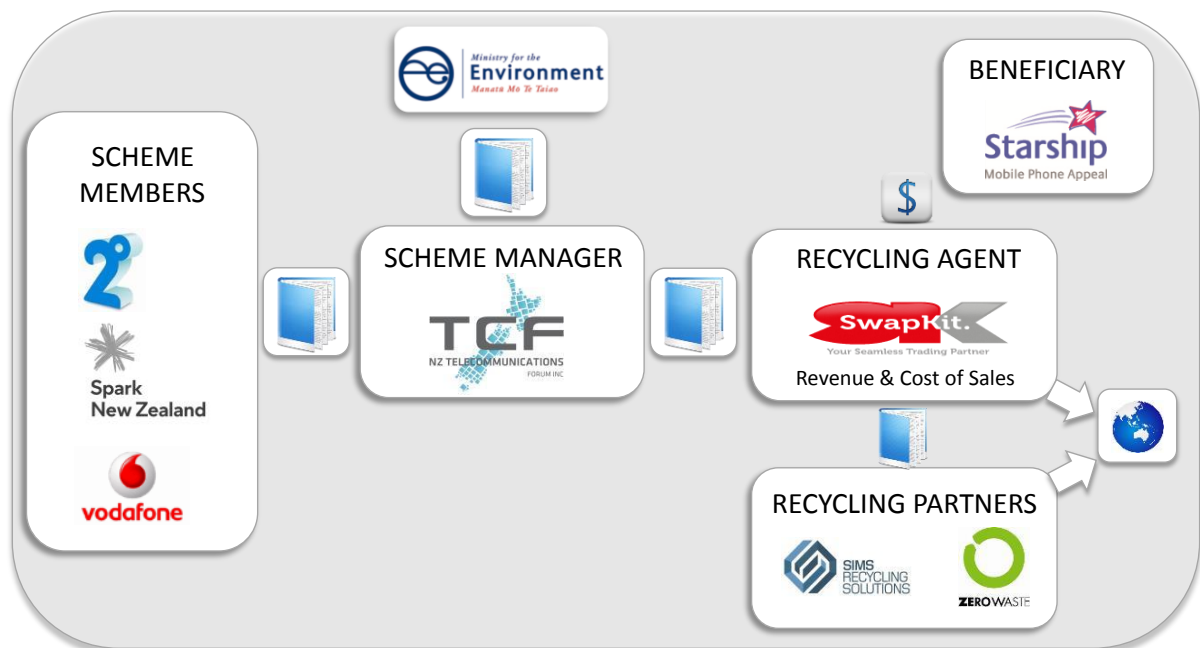 Ministry for the
Environment
Manatū Mō Te Taiao
BENEFICIARY
Starship
Mobile Phone Appeal
SCHEME
MEMBERS
2°
Spark
New Zealand
vodafone
$
SCHEME MANAGER
TCF
NZ TELECOMMUNICATIONS
FORUM INC
RECYCLING AGENT
SwapKit.
Your Seamless Trading Partner
Revenue & Cost of Sales
RECYCLING PARTNERS
SIMS
RECYCLING
SOLUTIONS
ZEROWASTE